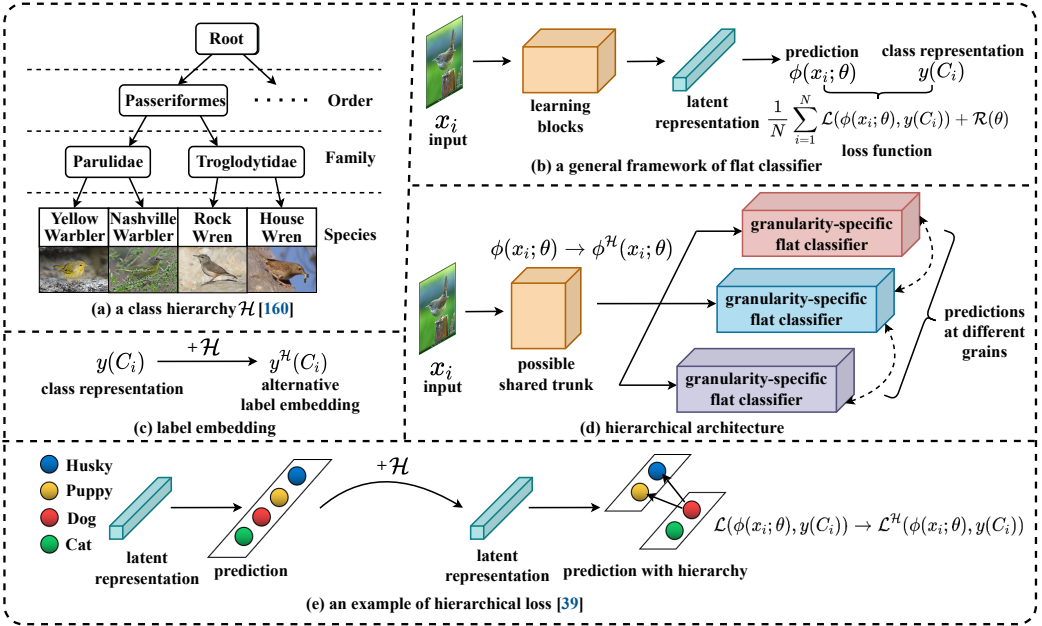 Root
Passeriformes
Order
Parulidae
Troglodytidae
Family
Yellow Warbler
Nashville Warbler
Rock Wren
House Wren
Species
(a) a class hierarchy ℋ [160]
x_i
input
learning
blocks
latent
representation
prediction
ϕ(x_i; θ)
class representation
y(C_i)
1/N ∑_{i=1}^{N} ℒ(ϕ(x_i; θ), y(C_i)) + ℛ(θ)
loss function
(b) a general framework of flat classifier
y(C_i)
+ℋ
y^ℋ(C_i)
class representation
alternative
label embedding
(c) label embedding
ϕ(x_i; θ) → ϕ^ℋ(x_i; θ)
x_i
input
possible
shared trunk
granularity-specific
flat classifier
granularity-specific
flat classifier
granularity-specific
flat classifier
predictions
at different
grains
(d) hierarchical architecture
Husky
Puppy
Dog
Cat
latent
representation
prediction
+ℋ
latent
representation
prediction with hierarchy
ℒ(ϕ(x_i; θ), y(C_i)) → ℒ^ℋ(ϕ(x_i; θ), y(C_i))
(e) an example of hierarchical loss [39]